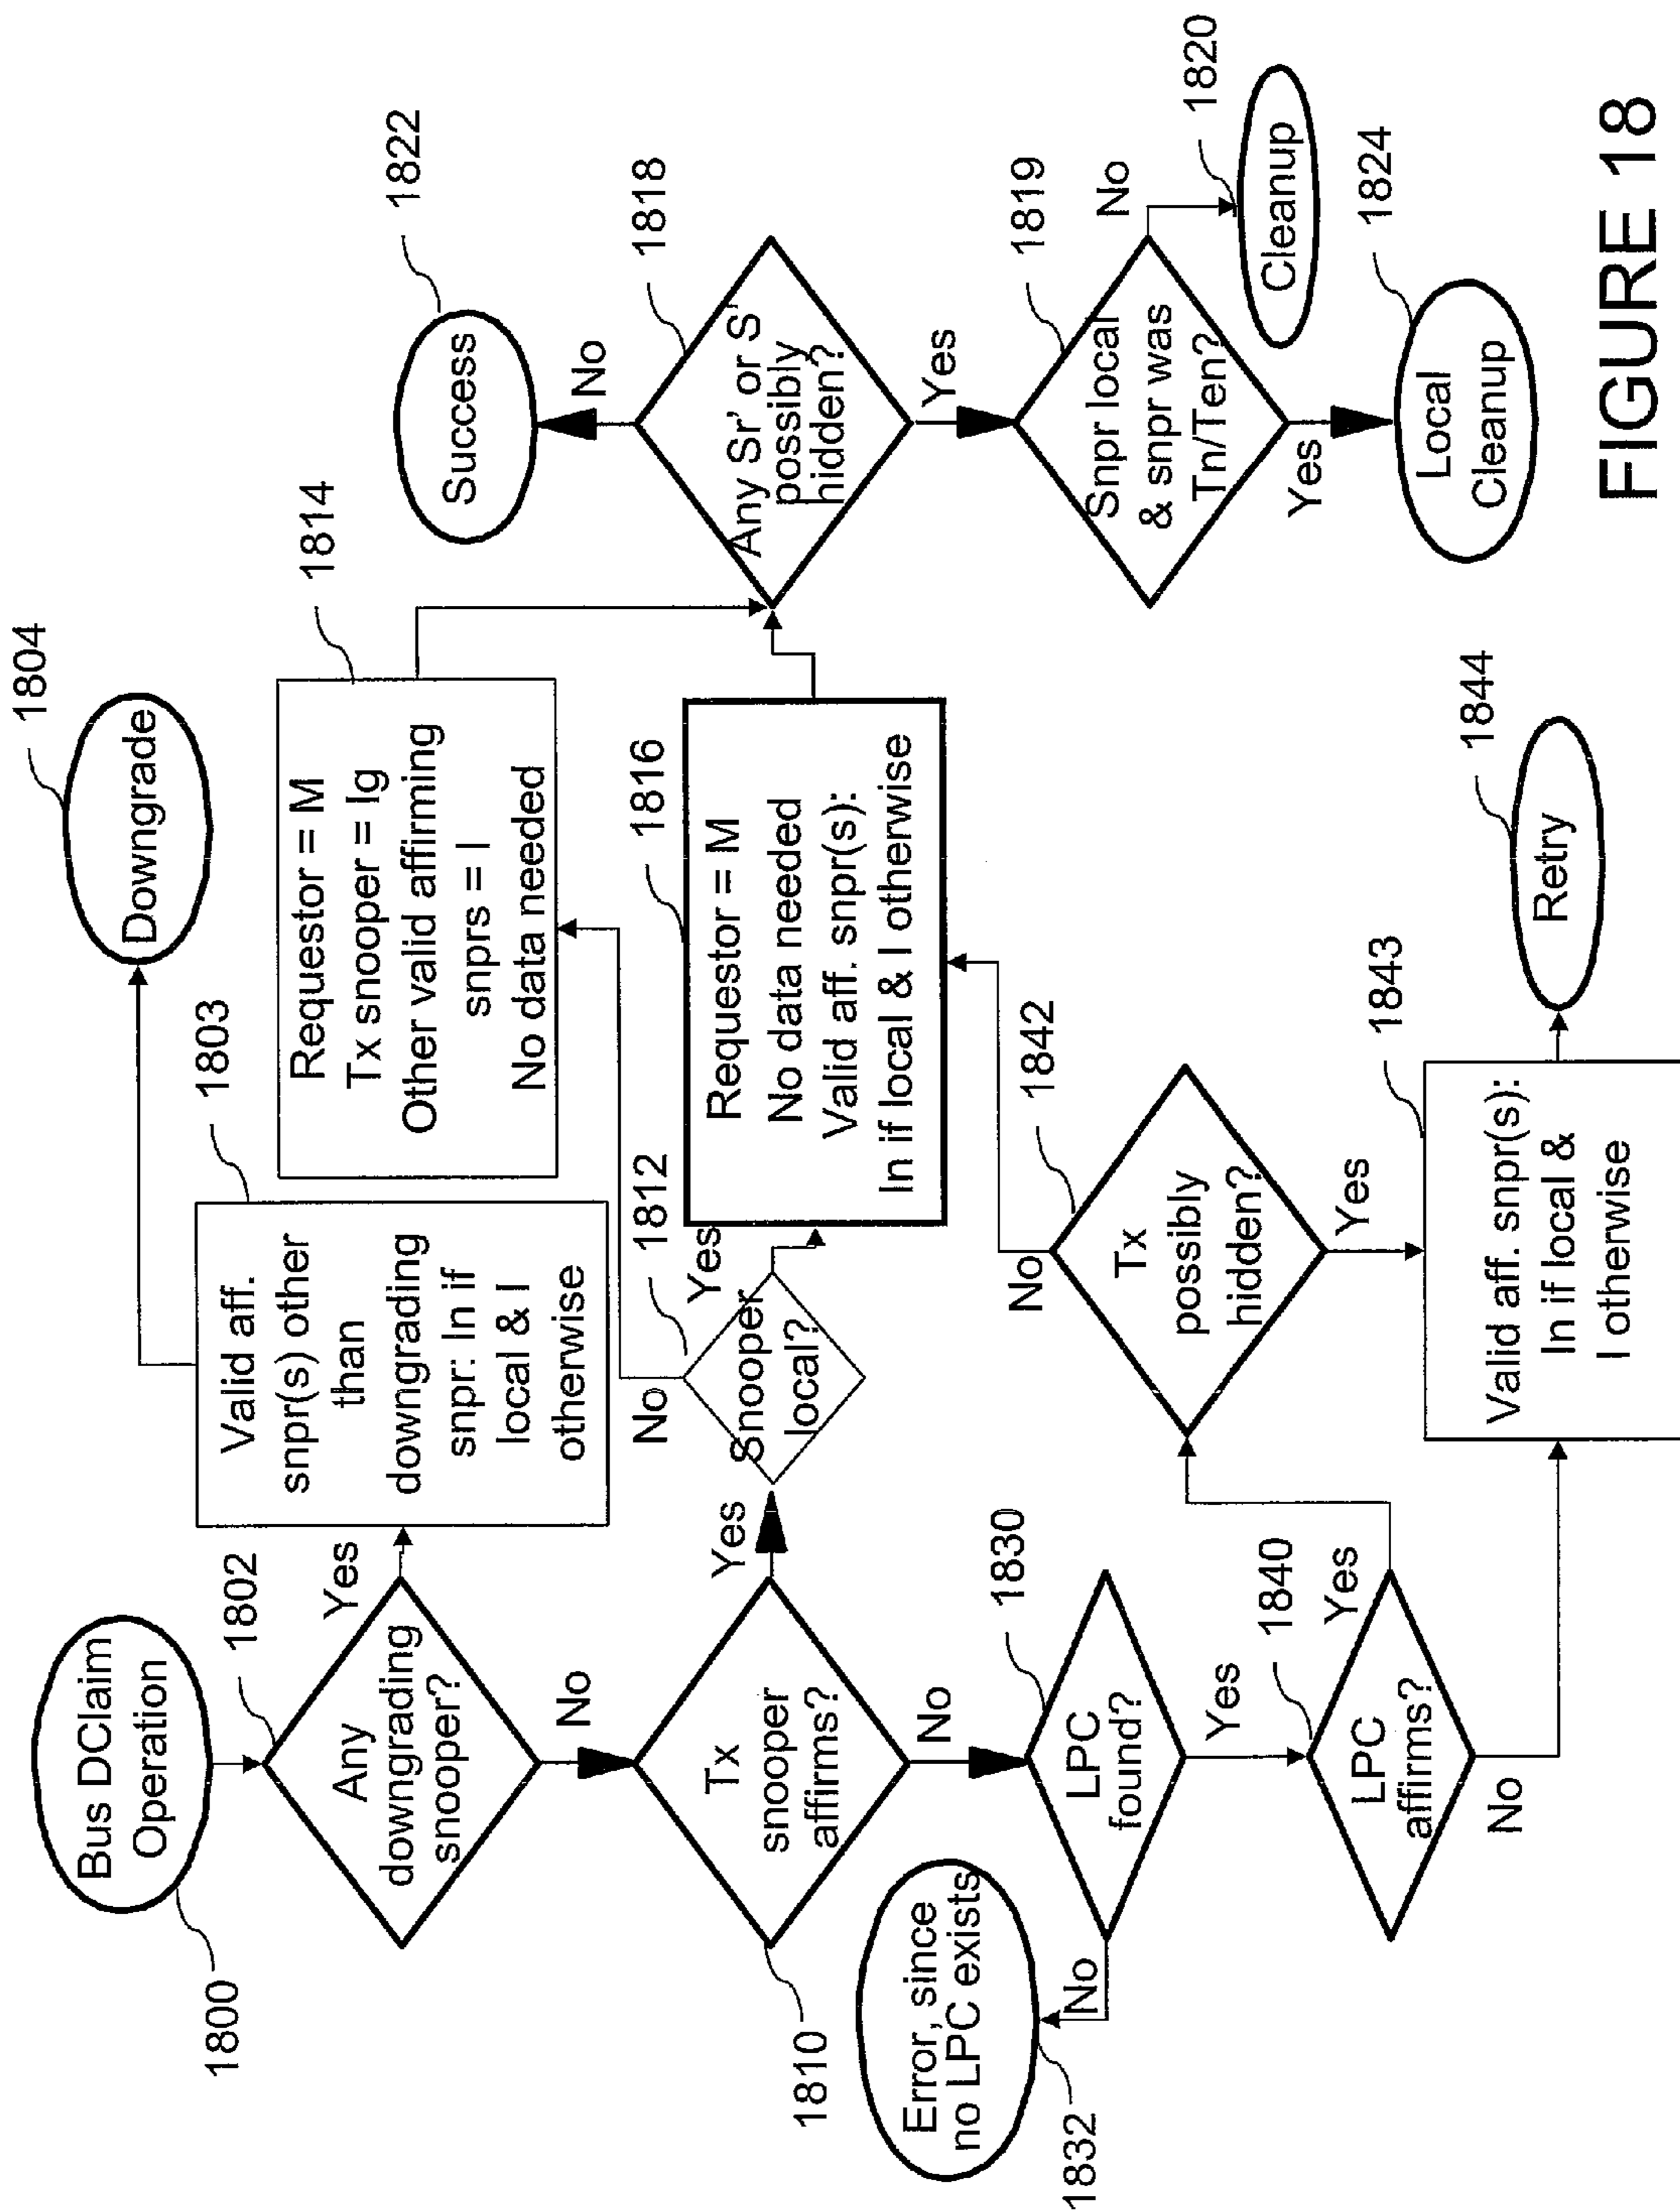 1800
Bus DClaim
Operation
1802
Any
downgrading
snooper?
Yes
No
1803
Valid aff.
snpr(s) other
than
downgrading
snpr: In if
local & I
otherwise
1804
Downgrade
1810
Tx
snooper
affirms?
Yes
No
1812
Snooper
local?
No
Yes
1814
Requestor = M
Tx snooper = Ig
Other valid affirming
snprs = I
No data needed
1816
Requestor = M
No data needed
Valid aff. snpr(s):
In if local & I otherwise
1818
Any Sr' or S'
possibly
hidden?
No
Yes
1822
Success
1819
Snpr local
& snpr was
Tn/Ten?
No
Yes
1820
Cleanup
1824
Local
Cleanup
1830
LPC
found?
No
Yes
1832
Error, since
no LPC exists
1840
LPC
affirms?
Yes
No
1842
Tx
possibly
hidden?
No
Yes
1843
Valid aff. snpr(s):
In if local &
I otherwise
1844
Retry
FIGURE 18